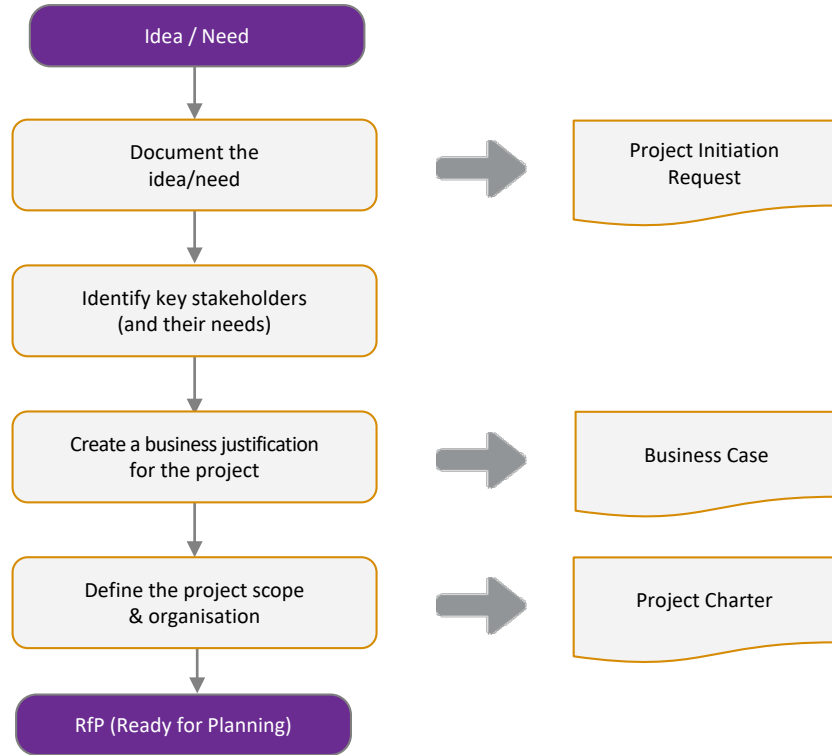 Idea / Need
Document the
idea/need
Project Initiation
Request
Identify key stakeholders
(and their needs)
Create a business justification
for the project
Business Case
Define the project scope
& organisation
Project Charter
RfP (Ready for Planning)